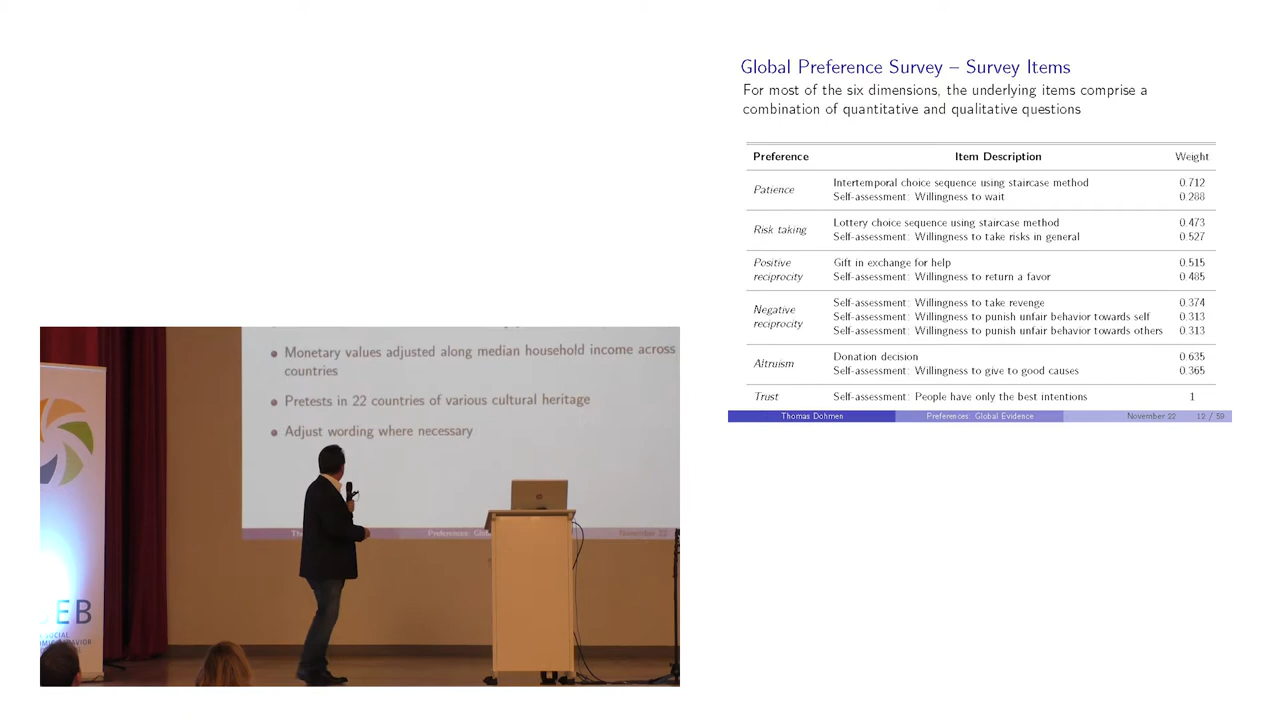 Global Preference Survey – Survey Items
For most of the six dimensions, the underlying items comprise a
combination of quantitative and qualitative questions
Preference Item Description Weight
Patience
Intertemporal choice sequence using staircase method 0.712
Self-assessment: Willingness to wait 0.288
Risk taking
Lottery choice sequence using staircase method 0.473
Self-assessment: Willingness to take risks in general 0.527
Positive
reciprocity
Gift in exchange for help 0.515
Self-assessment: Willingness to return a favor 0.485
Negative
reciprocity
Self-assessment: Willingness to take revenge 0.374
Self-assessment: Willingness to punish unfair behavior towards self 0.313
Self-assessment: Willingness to punish unfair behavior towards others 0.313
Altruism
Donation decision 0.635
Self-assessment: Willingness to give to good causes 0.365
Trust Self-assessment: People have only the best intentions 1
Thomas Dohmen Preferences: Global Evidence November 22 12 / 59
Monetary values adjusted along median household income across
countries
Pretests in 22 countries of various cultural heritage
Adjust wording where necessary
Preferences: Glob
November 22
EB
SOCIAL